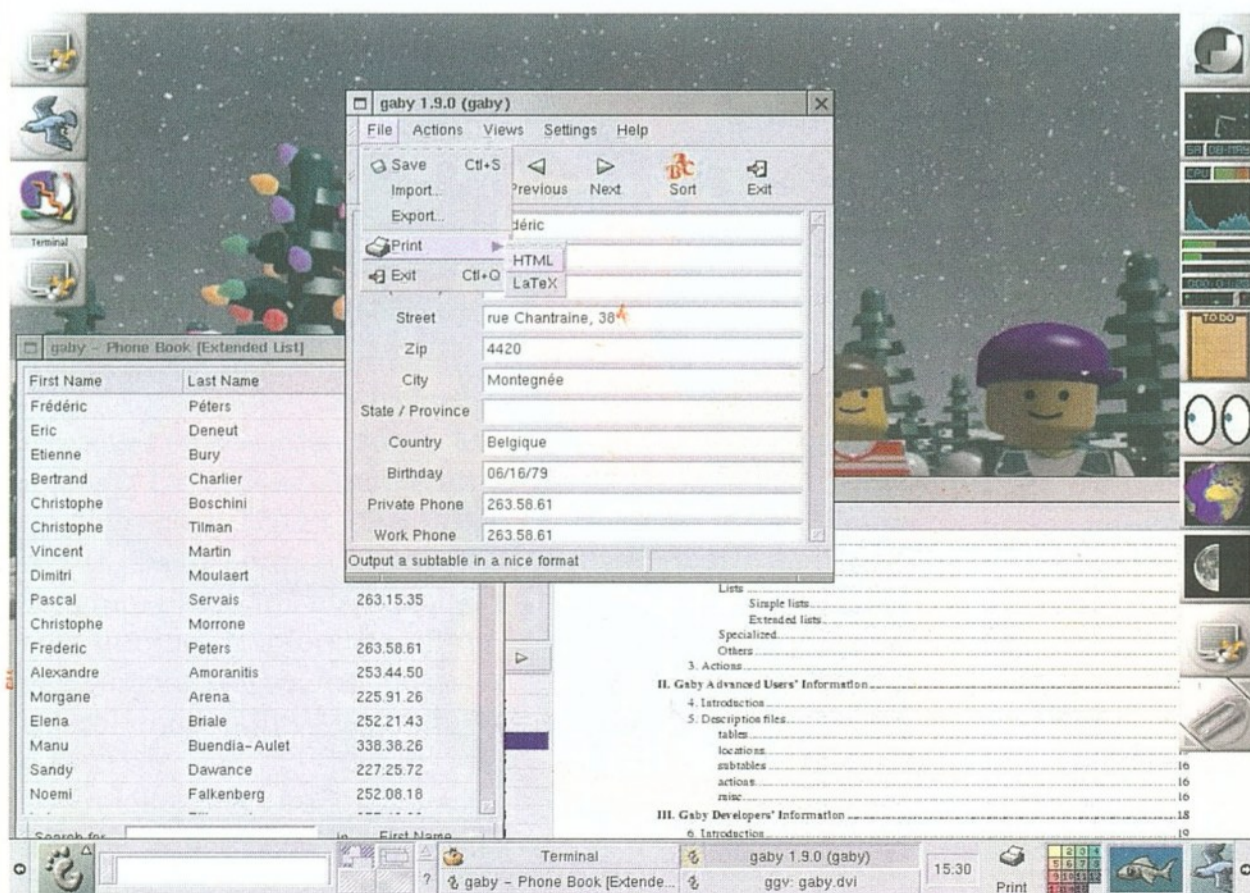 gaby 1.9.0 (gaby)
File Actions Views Settings Help
Save Ctl+S
Import...
Export...
Print
Exit Ctl+Q
HTML
LaTeX
Previous Next Sort Exit
déric
Street rue Chantraine, 38
Zip 4420
City Montegnée
State / Province
Country Belgique
Birthday 06/16/79
Private Phone 263.58.61
Work Phone 263.58.61
Output a subtable in a nice format
Terminal
SA 08-MAY
CPU
TO DO
gaby - Phone Book [Extended List]
First Name Last Name
Frédéric Péters
Eric Deneut
Etienne Bury
Bertrand Charlier
Christophe Boschini
Christophe Tilman
Vincent Martin
Dimitri Moulaert
Pascal Servais 263.15.35
Christophe Morrone
Frederic Peters 263.58.61
Alexandre Amoranitis 253.44.50
Morgane Arena 225.91.26
Elena Briale 252.21.43
Manu Buendia-Aulet 338.38.26
Sandy Dawance 227.25.72
Noemi Falkenberg 252.08.18
Search for in First Name
Lists
Simple lists
Extended lists
Specialized
Others
3. Actions
II. Gaby Advanced Users' Information
4. Introduction
5. Description files
tables
locations
subtables 16
actions 16
misc 16
III. Gaby Developers' Information 18
6. Introduction 19
Terminal
gaby 1.9.0 (gaby)
? gaby - Phone Book [Extende...
ggv: gaby.dvi
15:30
Print